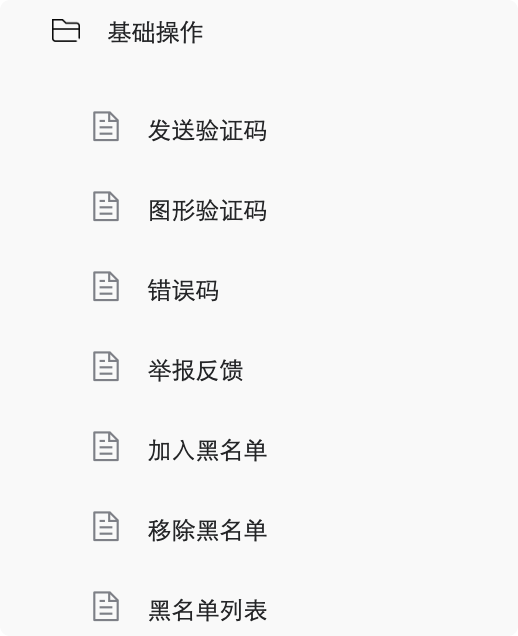 基础操作
发送验证码
图形验证码
错误码
举报反馈
加入黑名单
移除黑名单
黑名单列表